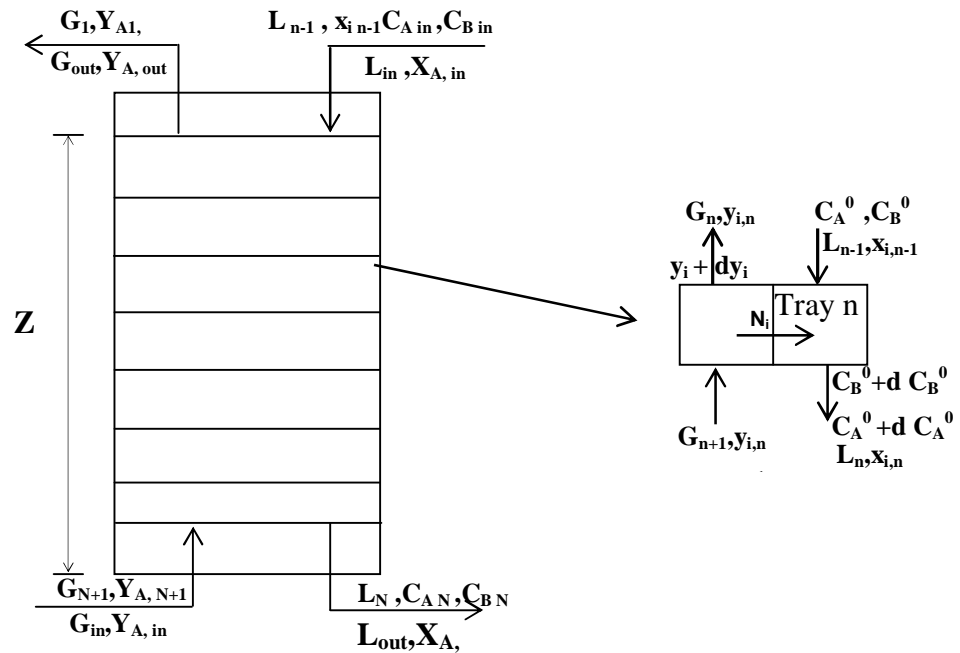 G1,YA1,
Gout,YA, out
L n-1 , x i n-1 CA in ,CB in
Lin ,XA, in
Z
Gn,yi,n
CA0 ,CB0
Ln-1,xi,n-1
yi + dyi
Tray n
Ni
CB0+d CB0
CA0 +d CA0
Gn+1,yi,n
Ln,xi,n
GN+1,YA, N+1
Gin,YA, in
LN ,CA N ,CB N
Lout,XA,